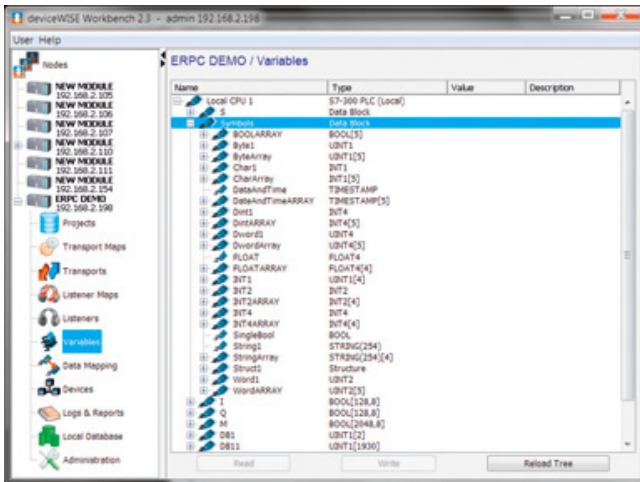 deviceWISE Workbench 2.3 - admin 192.168.2.198
User Help
Nodes
NEW MODULE
192.168.2.105
NEW MODULE
192.168.2.106
NEW MODULE
192.168.2.107
NEW MODULE
192.168.2.110
NEW MODULE
192.168.2.111
NEW MODULE
192.168.2.154
ERPC DEMO
192.168.2.198
Projects
Transport Maps
Transports
Listener Maps
Listeners
Variables
Data Mapping
Devices
Logs & Reports
Local Database
Administration
ERPC DEMO / Variables
Name Type Value Description
Local CPU 1 S7-300 PLC (Local)
S Data Block
Symbols Data Block
BOOLARRAY BOOL[5]
Byte1 UINT1
ByteArray UINT1[5]
Char1 INT1
CharArray INT1[5]
DataAndTime TIMESTAMP
DateAndTimeARRAY TIMESTAMP[5]
Dint1 INT4
DintARRAY INT4[5]
Dword1 UINT4
DwordArray UINT4[5]
FLOAT FLOAT4
FLOATARRAY FLOAT4[4]
INT1 UINT1[4]
INT2 INT2
INT2ARRAY INT2[4]
INT4 INT4
INT4ARRAY INT4[4]
SingleBool BOOL
String1 STRING(254)
StringArray STRING(254)[4]
Struct1 Structure
Word1 UINT2
WordARRAY UINT2[5]
I BOOL[128,8]
Q BOOL[128,8]
M BOOL[2048,8]
DB1 UINT1[2]
DB11 UINT1[1930]
Read Write Reload Tree